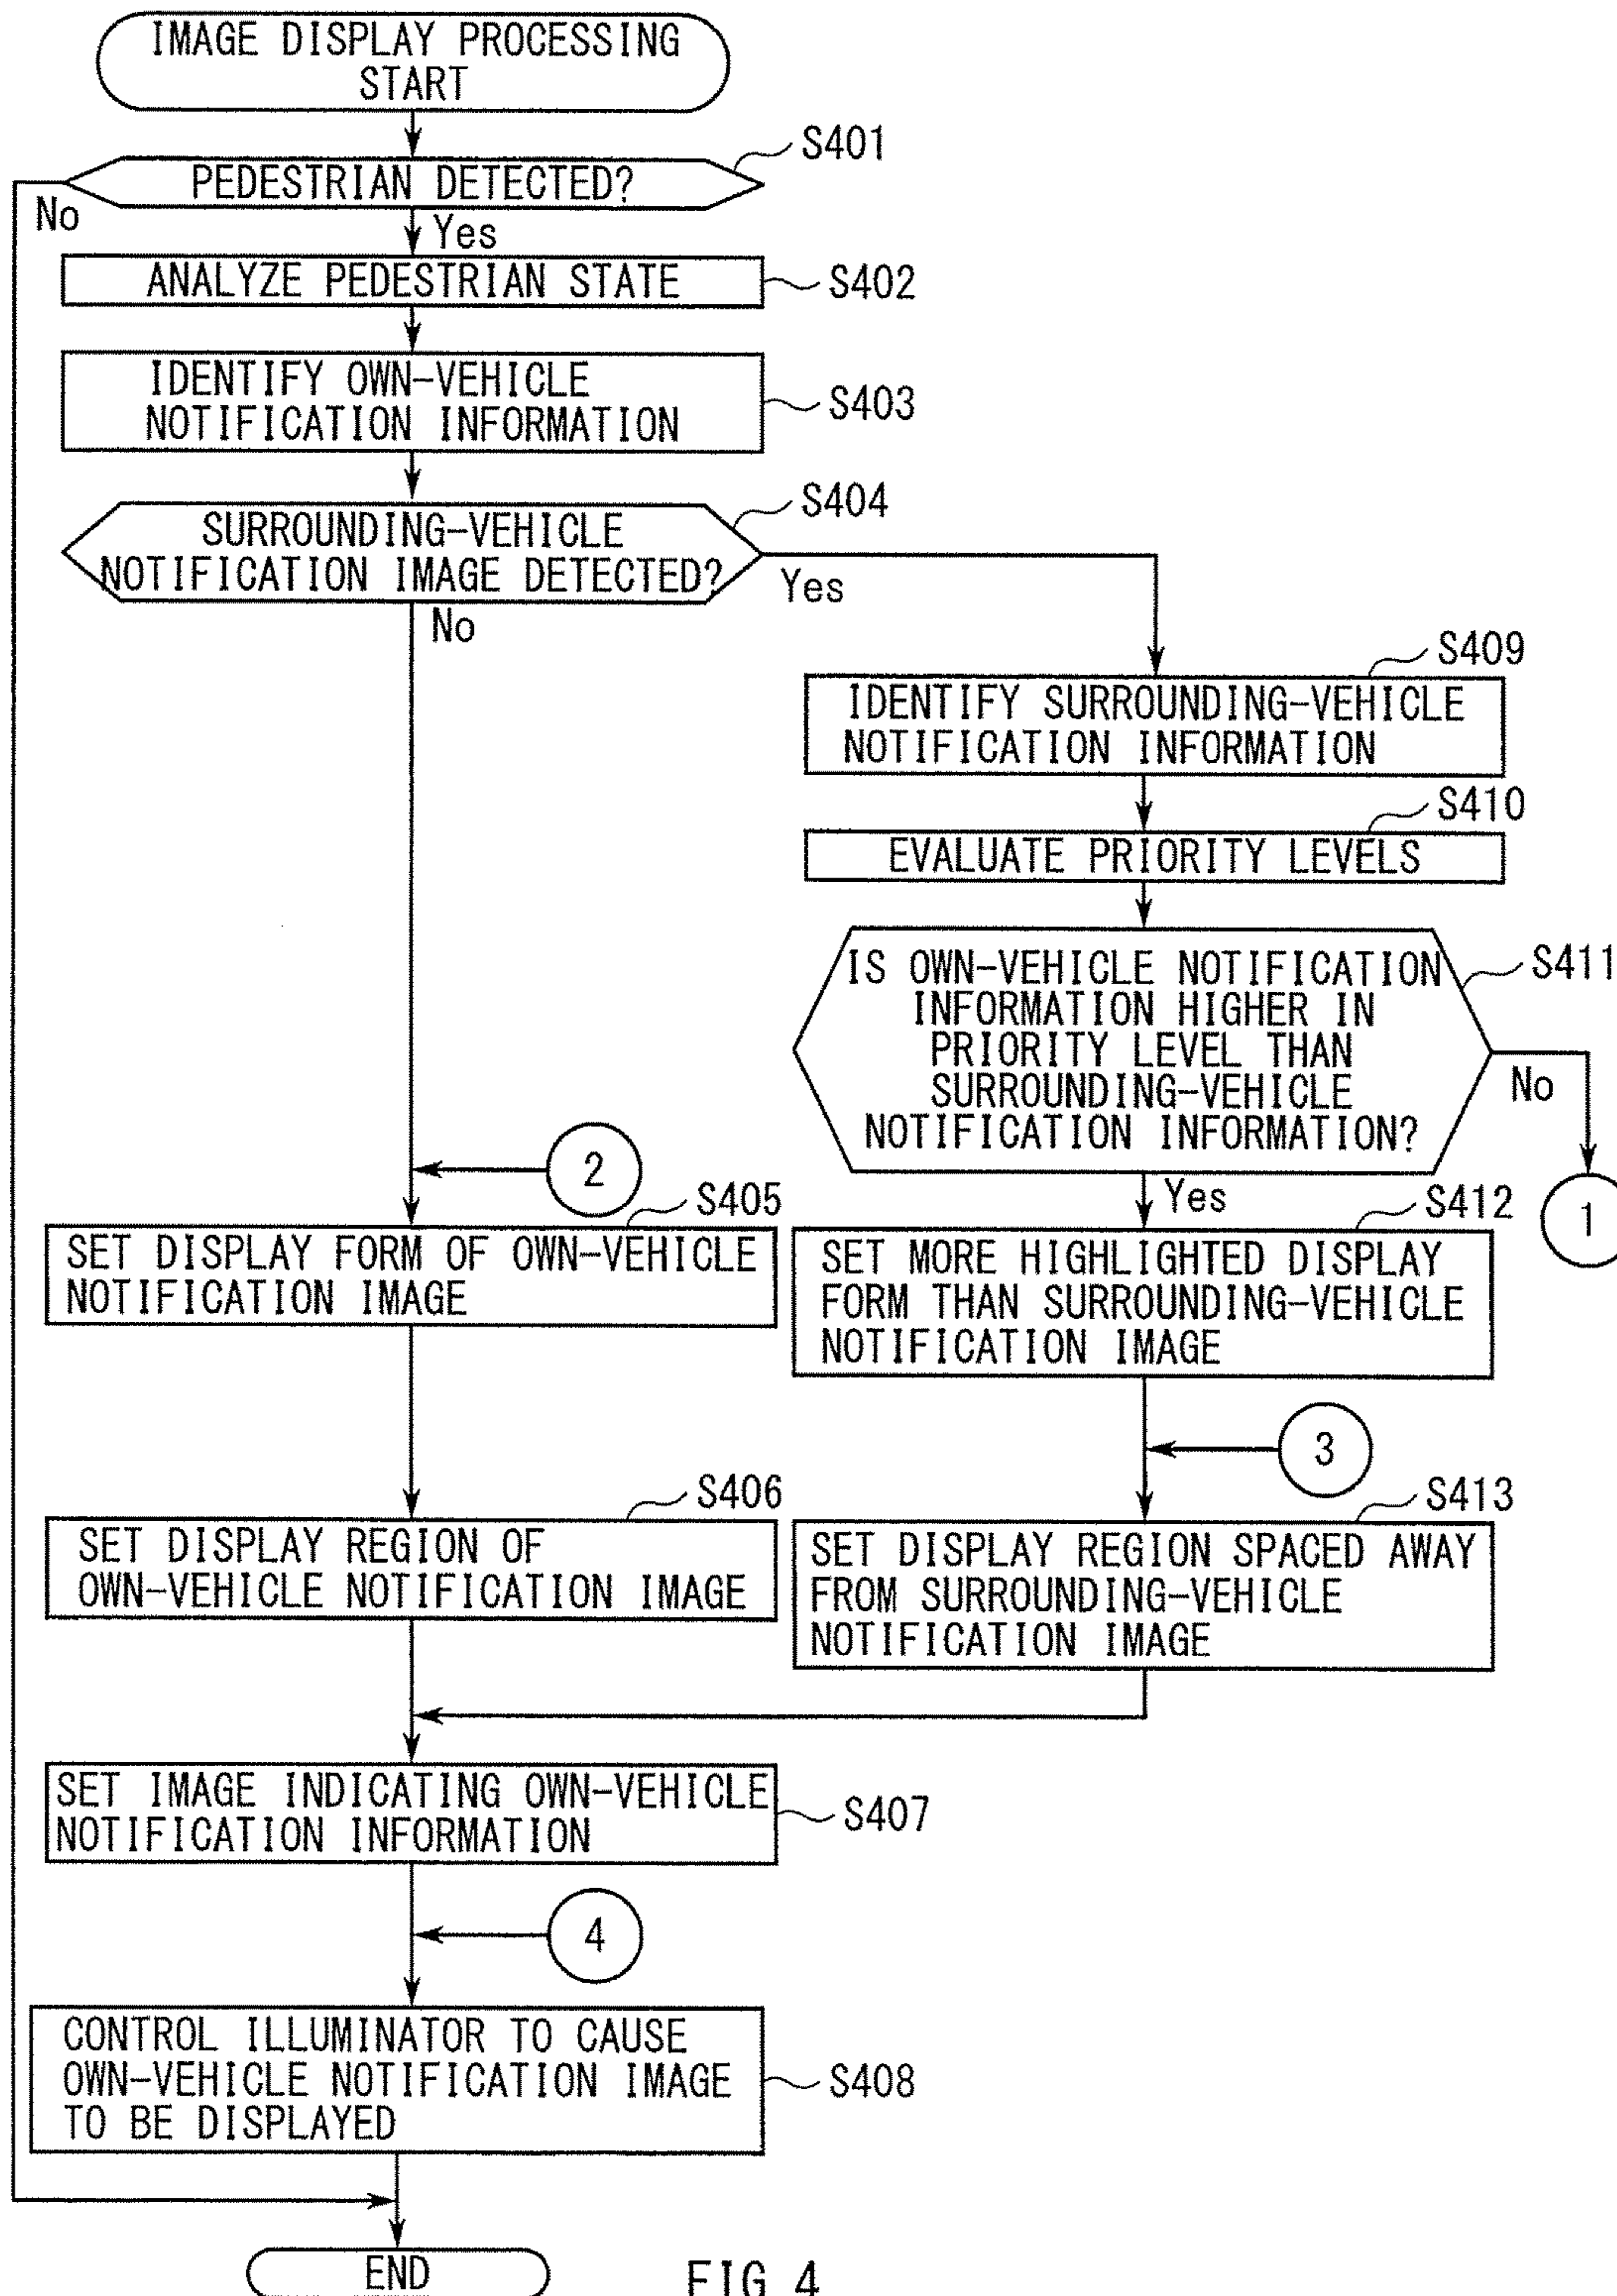 IMAGE DISPLAY PROCESSING
START
S401
PEDESTRIAN DETECTED?
No
Yes
ANALYZE PEDESTRIAN STATE
S402
IDENTIFY OWN-VEHICLE
NOTIFICATION INFORMATION
S403
S404
SURROUNDING-VEHICLE
NOTIFICATION IMAGE DETECTED?
Yes
No
S409
IDENTIFY SURROUNDING-VEHICLE
NOTIFICATION INFORMATION
S410
EVALUATE PRIORITY LEVELS
IS OWN-VEHICLE NOTIFICATION
INFORMATION HIGHER IN
PRIORITY LEVEL THAN
SURROUNDING-VEHICLE
NOTIFICATION INFORMATION?
S411
No
1
Yes
2
S405
SET DISPLAY FORM OF OWN-VEHICLE
NOTIFICATION IMAGE
S412
SET MORE HIGHLIGHTED DISPLAY
FORM THAN SURROUNDING-VEHICLE
NOTIFICATION IMAGE
3
S406
SET DISPLAY REGION OF
OWN-VEHICLE NOTIFICATION IMAGE
S413
SET DISPLAY REGION SPACED AWAY
FROM SURROUNDING-VEHICLE
NOTIFICATION IMAGE
SET IMAGE INDICATING OWN-VEHICLE
NOTIFICATION INFORMATION
S407
4
CONTROL ILLUMINATOR TO CAUSE
OWN-VEHICLE NOTIFICATION IMAGE
TO BE DISPLAYED
S408
END
FIG. 4